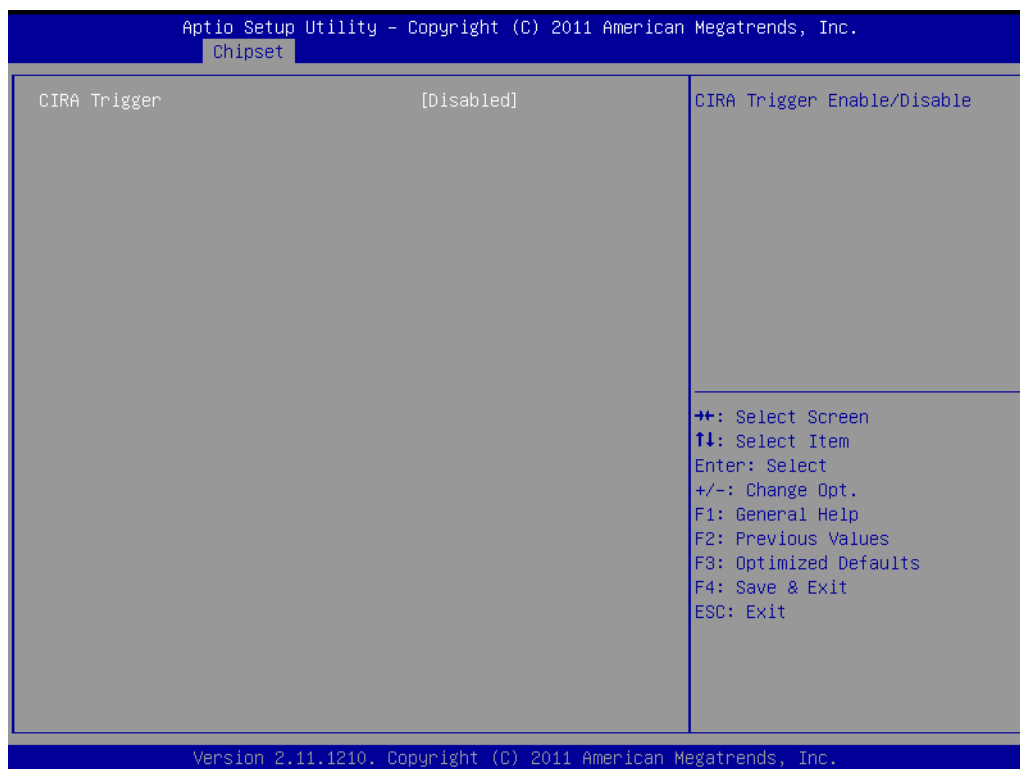 Aptio Setup Utility – Copyright (C) 2011 American Megatrends, Inc.
Chipset
CIRA Trigger [Disabled]
CIRA Trigger Enable/Disable
→←: Select Screen
↑↓: Select Item
Enter: Select
+/-: Change Opt.
F1: General Help
F2: Previous Values
F3: Optimized Defaults
F4: Save & Exit
ESC: Exit
Version 2.11.1210. Copyright (C) 2011 American Megatrends, Inc.